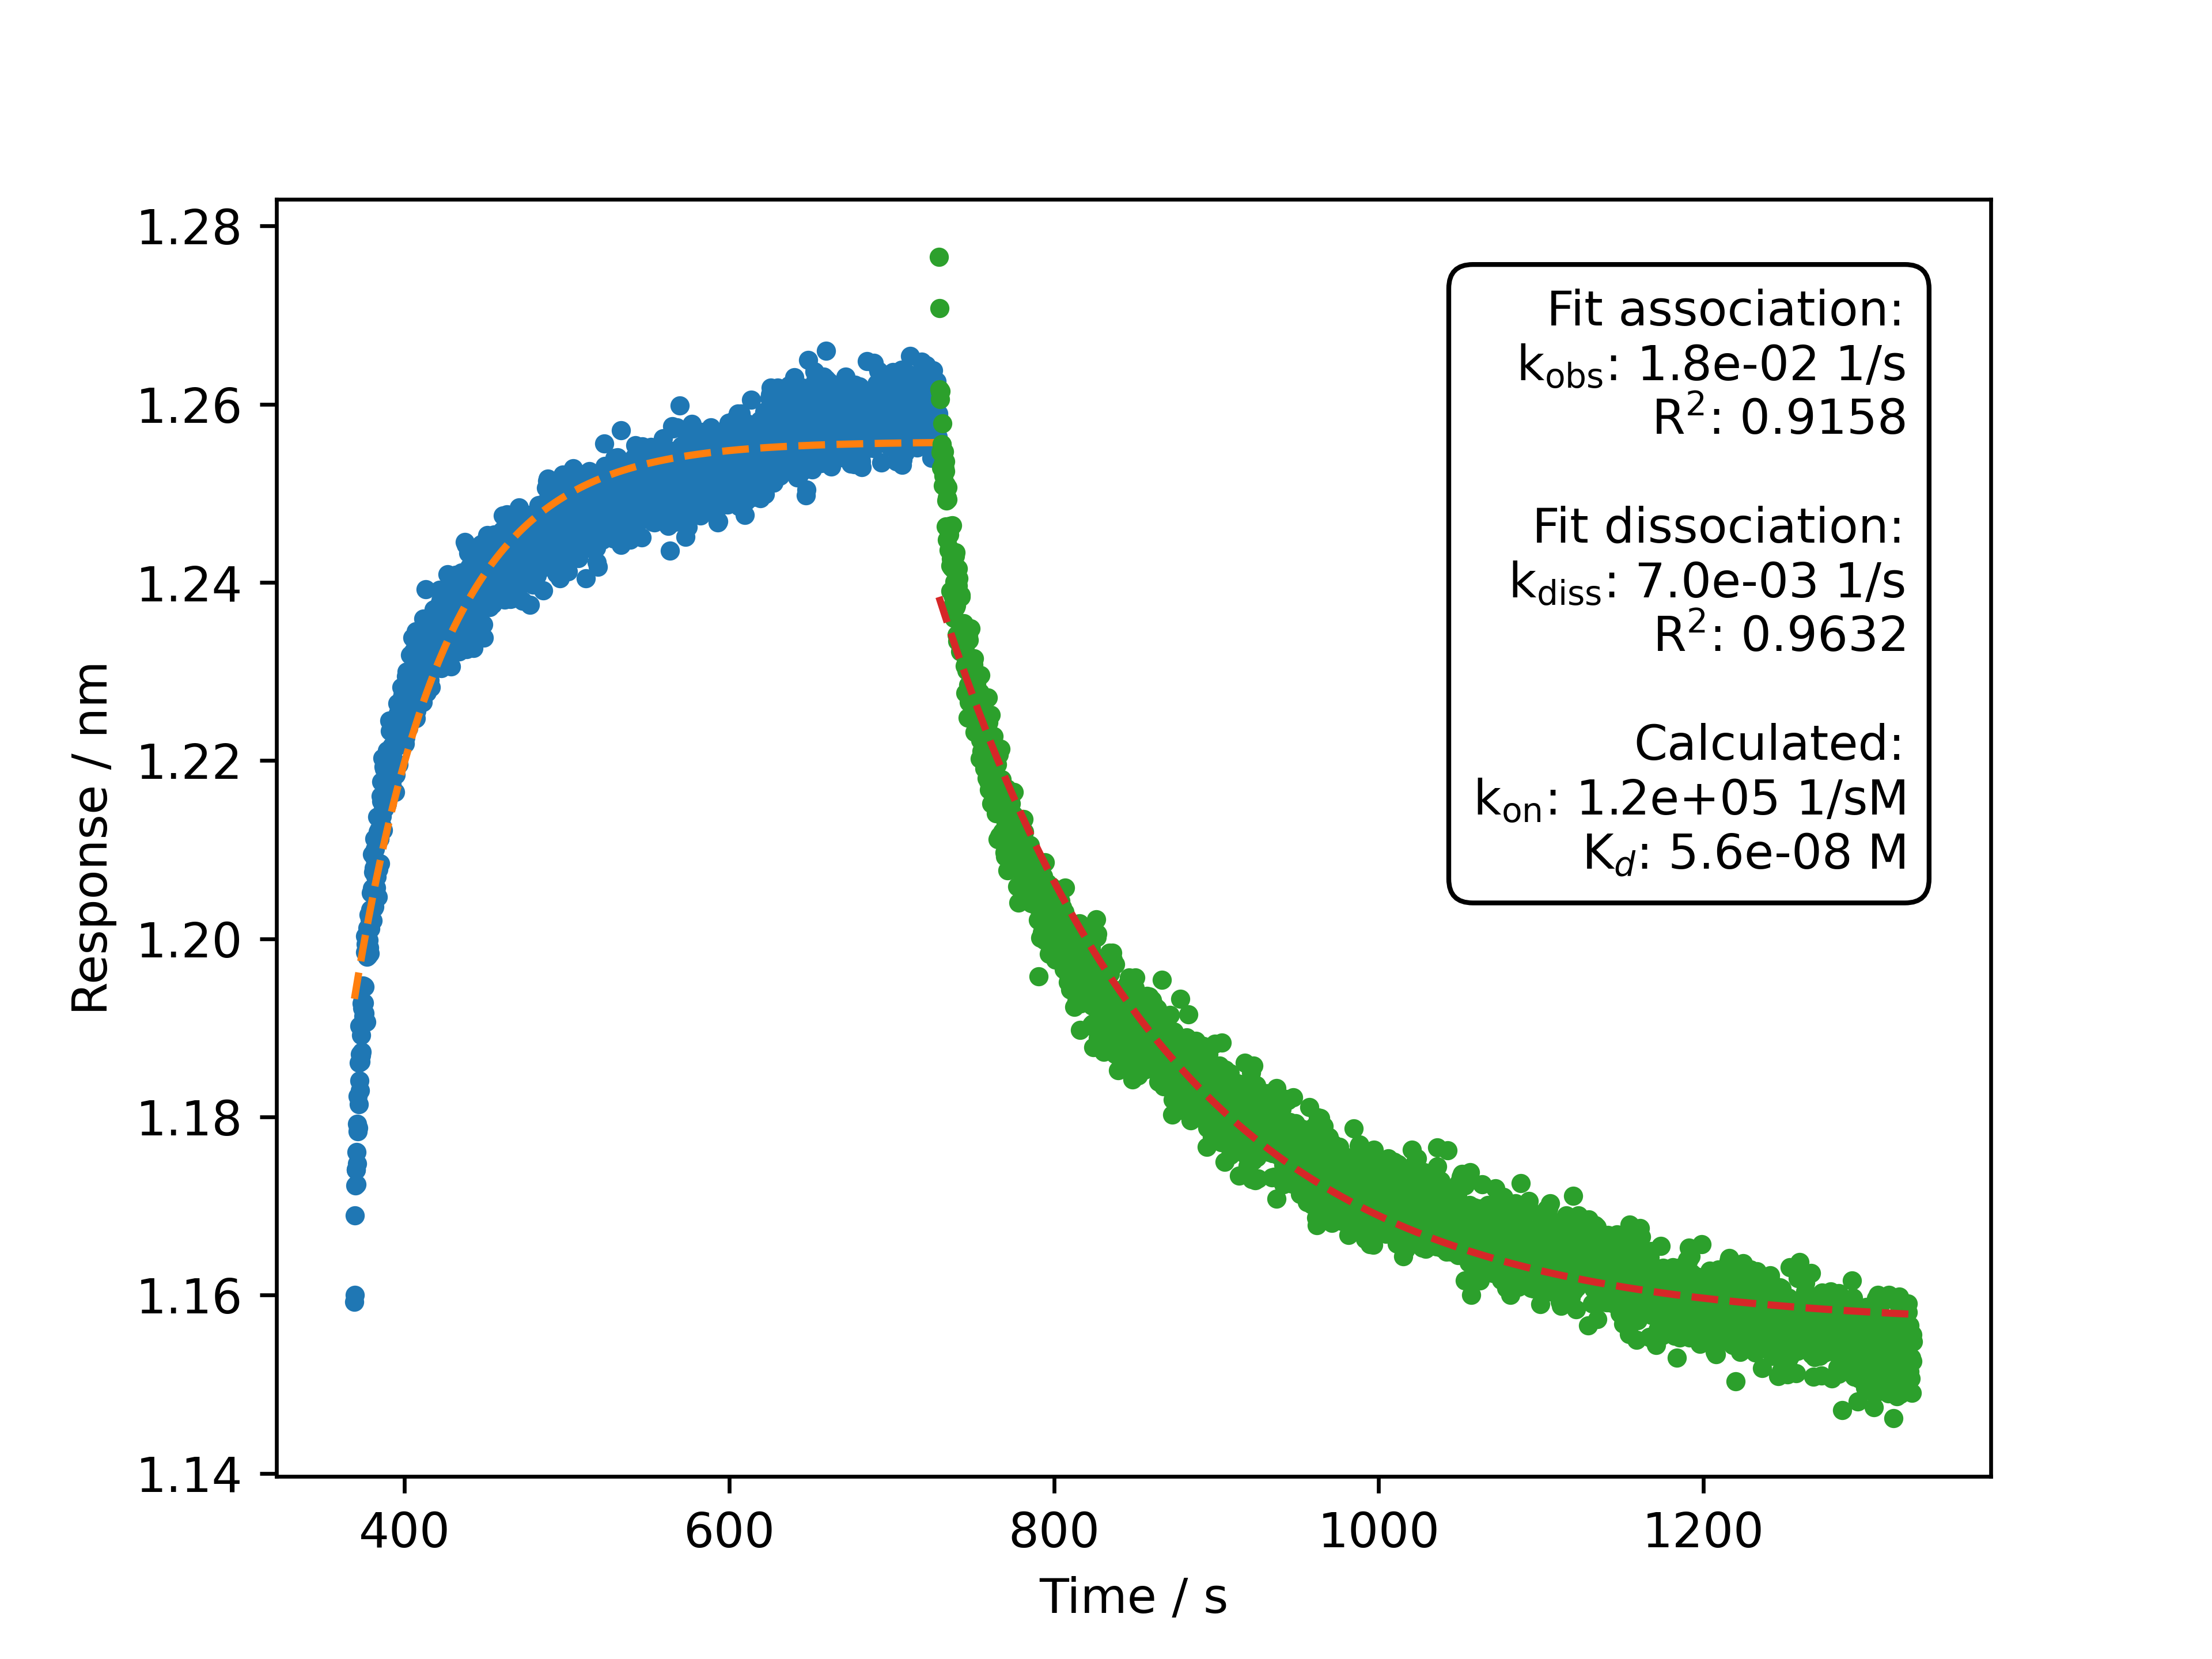 1.28
1.26
1.24
1.22
1.20
1.18
1.16
1.14
Response / nm
400 600 800 1000 1200
Time / s
Fit association:
k_obs: 1.8e-02 1/s
R²: 0.9158
Fit dissociation:
k_diss: 7.0e-03 1/s
R²: 0.9632
Calculated:
k_on: 1.2e+05 1/sM
K_d: 5.6e-08 M